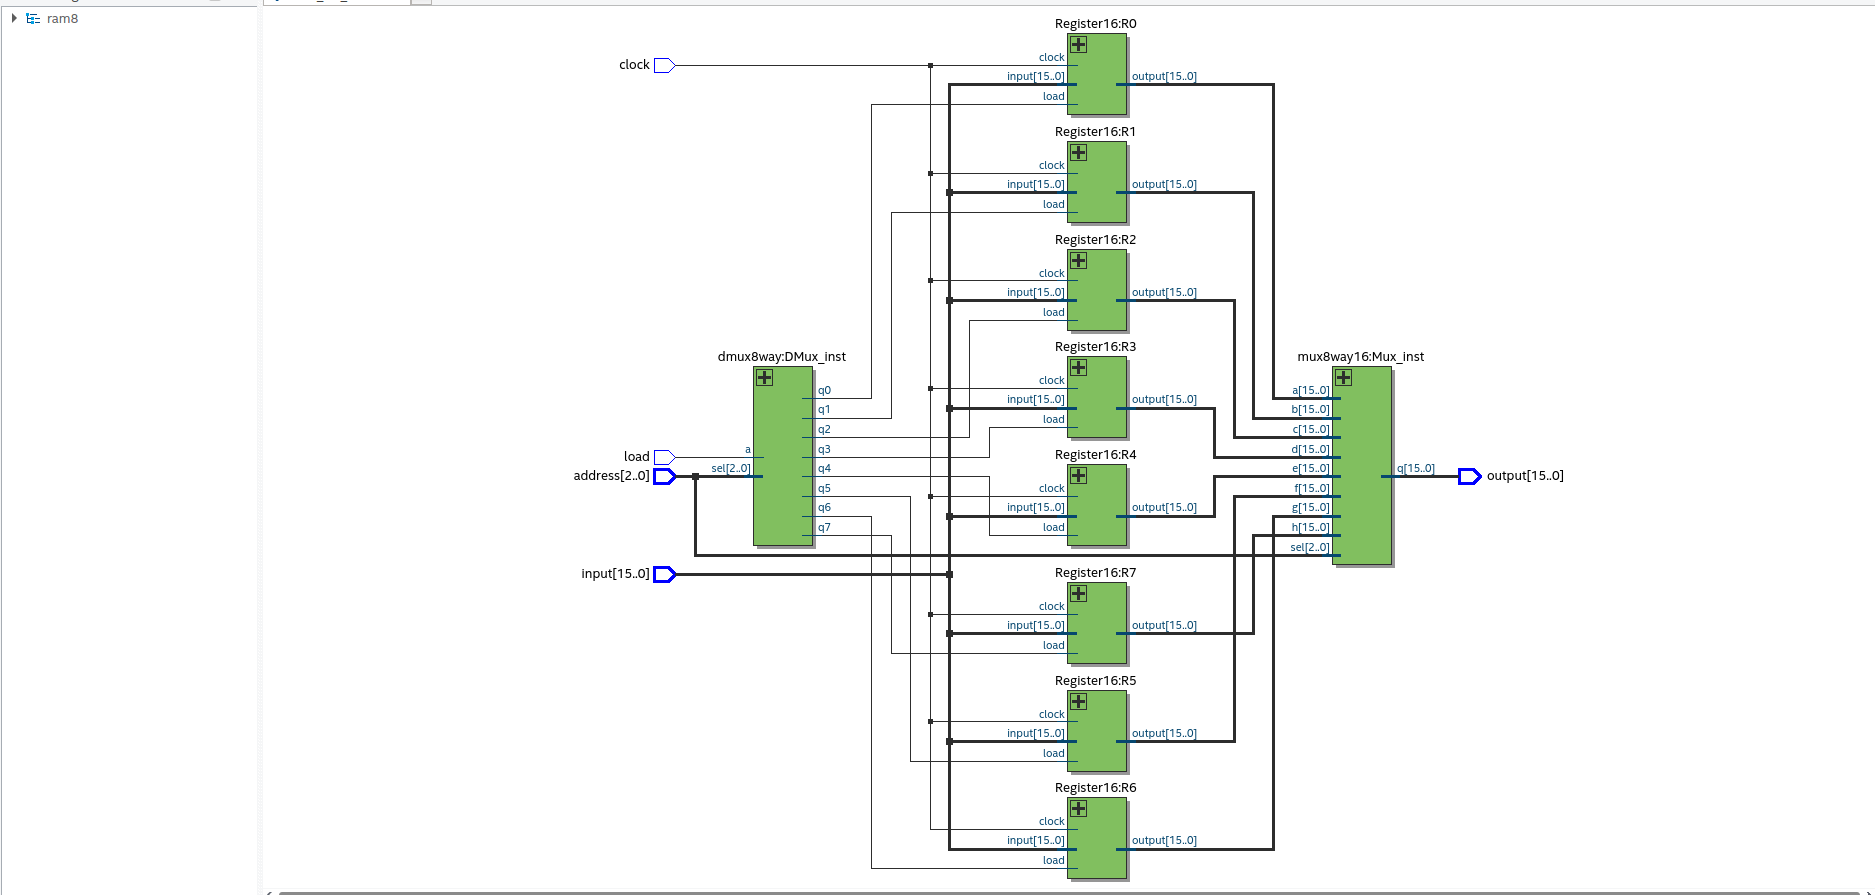 ram8
clock
load
address[2..0]
input[15..0]
dmux8way:DMux_inst
a
sel[2..0]
q0
q1
q2
q3
q4
q5
q6
q7
Register16:R0
clock
input[15..0]
load
output[15..0]
Register16:R1
clock
input[15..0]
load
output[15..0]
Register16:R2
clock
input[15..0]
load
output[15..0]
Register16:R3
clock
input[15..0]
load
output[15..0]
Register16:R4
clock
input[15..0]
load
output[15..0]
Register16:R7
clock
input[15..0]
load
output[15..0]
Register16:R5
clock
input[15..0]
load
output[15..0]
Register16:R6
clock
input[15..0]
load
output[15..0]
mux8way16:Mux_inst
a[15..0]
b[15..0]
c[15..0]
d[15..0]
e[15..0]
f[15..0]
g[15..0]
h[15..0]
sel[2..0]
q[15..0]
output[15..0]